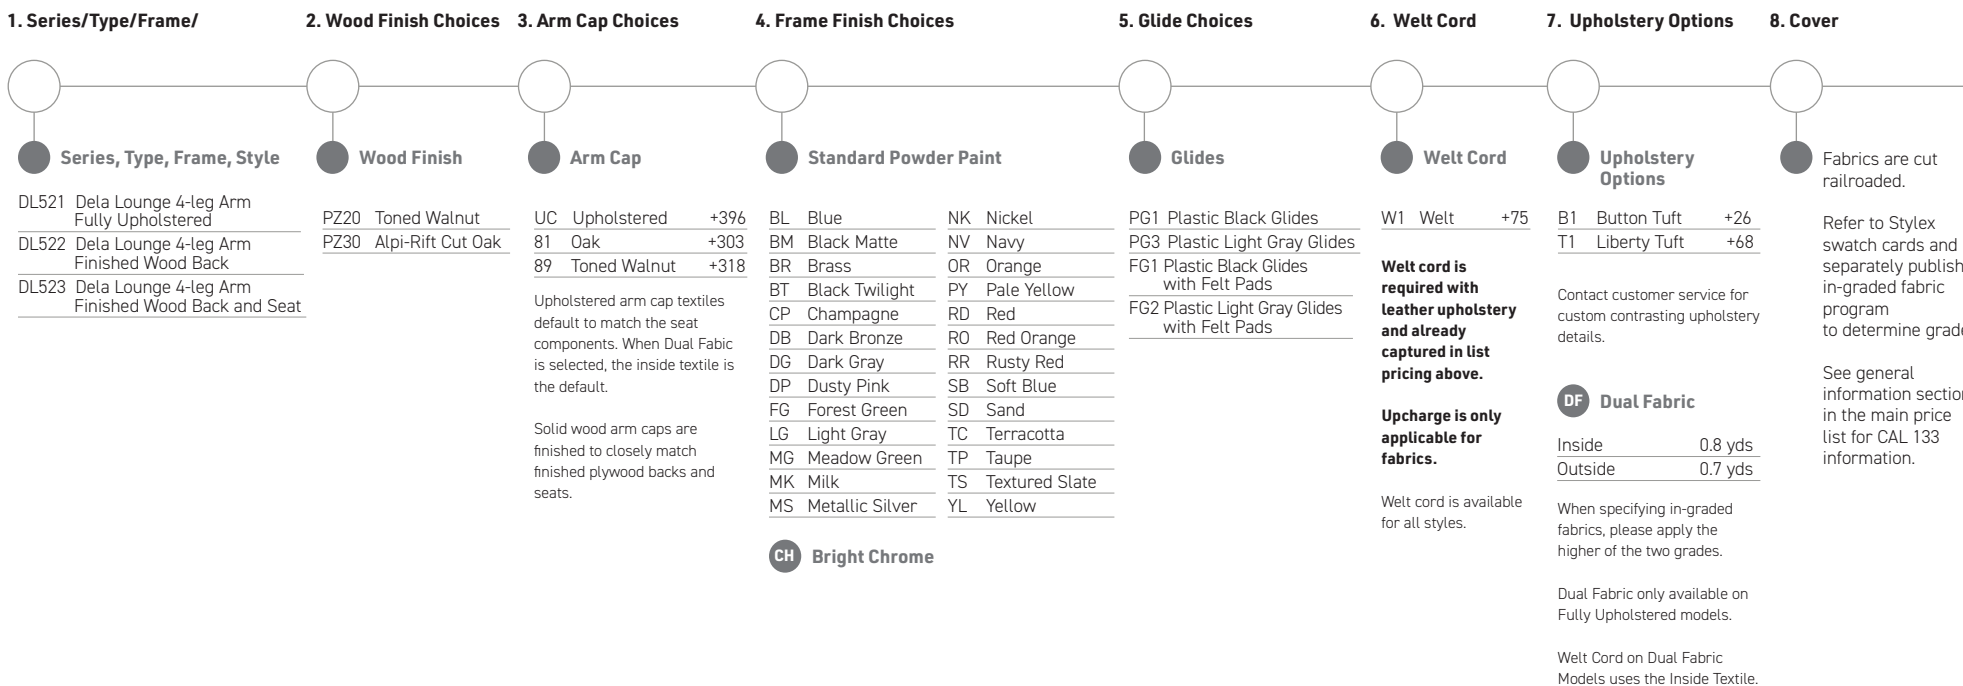 1. Series/Type/Frame/
2. Wood Finish Choices
3. Arm Cap Choices
4. Frame Finish Choices
5. Glide Choices
6. Welt Cord
7. Upholstery Options
8. Cover
Series, Type, Frame, Style
DL521 Dela Lounge 4-leg Arm
Fully Upholstered
DL522 Dela Lounge 4-leg Arm
Finished Wood Back
DL523 Dela Lounge 4-leg Arm
Finished Wood Back and Seat
Wood Finish
PZ20 Toned Walnut
PZ30 Alpi-Rift Cut Oak
Arm Cap
UC Upholstered +396
81 Oak +303
89 Toned Walnut +318
Upholstered arm cap textiles
default to match the seat
components. When Dual Fabic
is selected, the inside textile is
the default.
Solid wood arm caps are
finished to closely match
finished plywood backs and
seats.
Standard Powder Paint
BL Blue
BM Black Matte
BR Brass
BT Black Twilight
CP Champagne
DB Dark Bronze
DG Dark Gray
DP Dusty Pink
FG Forest Green
LG Light Gray
MG Meadow Green
MK Milk
MS Metallic Silver
NK Nickel
NV Navy
OR Orange
PY Pale Yellow
RD Red
RO Red Orange
RR Rusty Red
SB Soft Blue
SD Sand
TC Terracotta
TP Taupe
TS Textured Slate
YL Yellow
CH Bright Chrome
Glides
PG1 Plastic Black Glides
PG3 Plastic Light Gray Glides
FG1 Plastic Black Glides
with Felt Pads
FG2 Plastic Light Gray Glides
with Felt Pads
Welt Cord
W1 Welt +75
Welt cord is
required with
leather upholstery
and already
captured in list
pricing above.
Upcharge is only
applicable for
fabrics.
Welt cord is available
for all styles.
Upholstery
Options
B1 Button Tuft +26
T1 Liberty Tuft +68
Contact customer service for
custom contrasting upholstery
details.
DF Dual Fabric
Inside 0.8 yds
Outside 0.7 yds
When specifying in-graded
fabrics, please apply the
higher of the two grades.
Dual Fabric only available on
Fully Upholstered models.
Welt Cord on Dual Fabric
Models uses the Inside Textile.
Fabrics are cut
railroaded.
Refer to Stylex
swatch cards and
separately publish
in-graded fabric
program
to determine grade
See general
information section
in the main price
list for CAL 133
information.